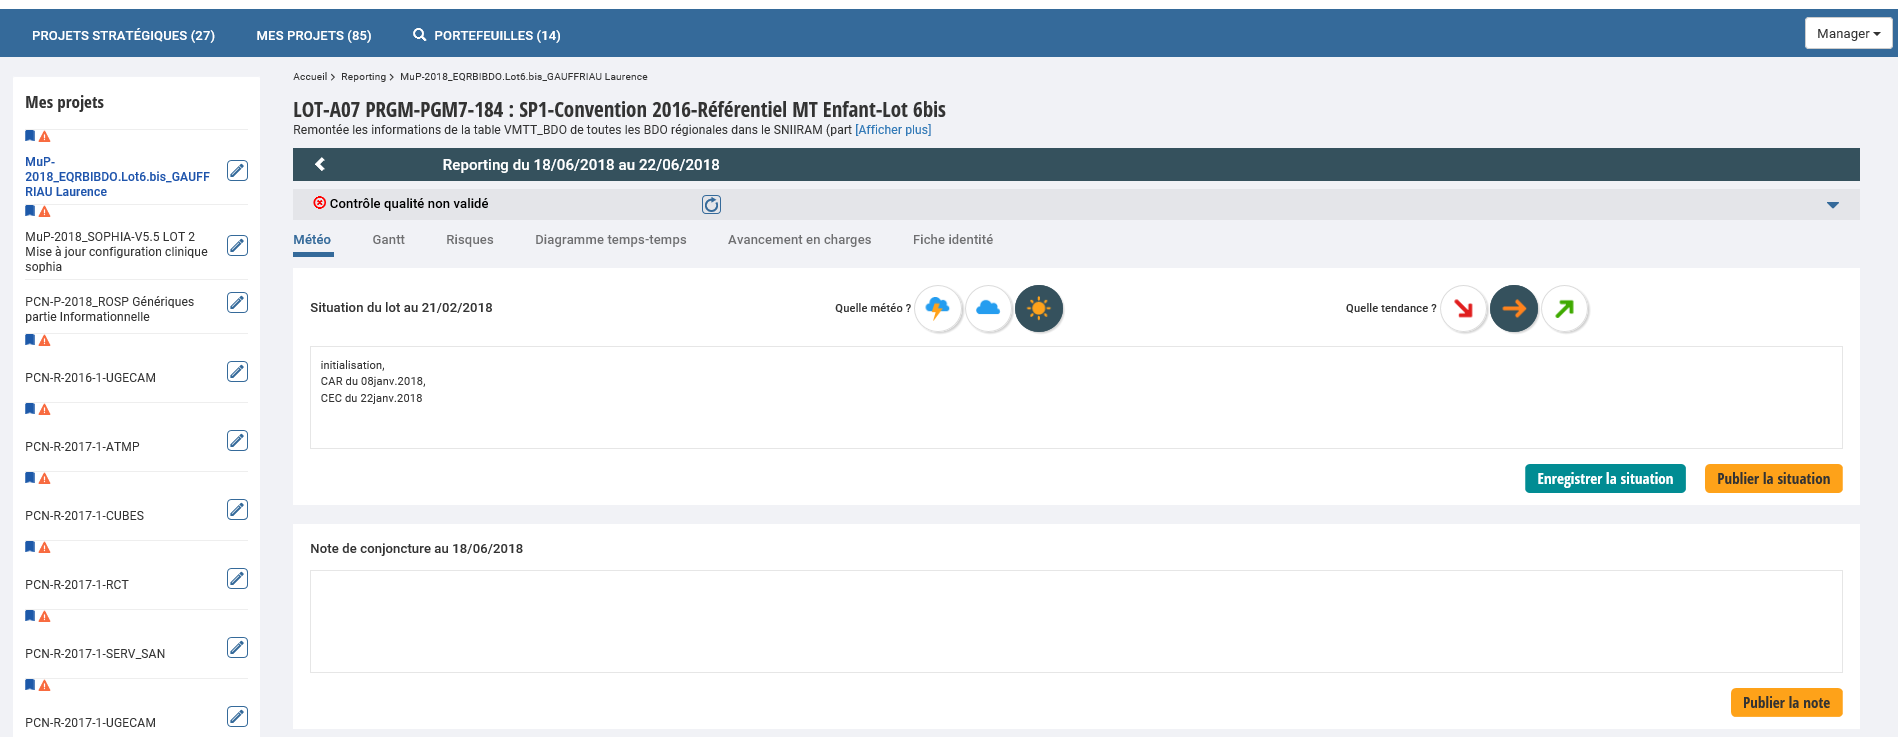 PROJETS STRATÉGIQUES (27) MES PROJETS (85) PORTEFEUILLES (14) Manager
Mes projets
MuP-
2018_EQRBIBDO.Lot6.bis_GAUFF
RIAU Laurence
MuP-2018_SOPHIA-V5.5 LOT 2
Mise à jour configuration clinique
sophia
PCN-P-2018_ROSP Génériques
partie Informationnelle
PCN-R-2016-1-UGECAM
PCN-R-2017-1-ATMP
PCN-R-2017-1-CUBES
PCN-R-2017-1-RCT
PCN-R-2017-1-SERV_SAN
PCN-R-2017-1-UGECAM
Accueil > Reporting > MuP-2018_EQRBIBDO.Lot6.bis_GAUFFRIAU Laurence
LOT-A07 PRGM-PGM7-184 : SP1-Convention 2016-Référentiel MT Enfant-Lot 6bis
Remontée les informations de la table VMTT_BDO de toutes les BDO régionales dans le SNIIRAM (part [Afficher plus]
Reporting du 18/06/2018 au 22/06/2018
Contrôle qualité non validé
Météo Gantt Risques Diagramme temps-temps Avancement en charges Fiche identité
Situation du lot au 21/02/2018 Quelle météo ? Quelle tendance ?
initialisation,
CAR du 08janv.2018,
CEC du 22janv.2018
Enregistrer la situation Publier la situation
Note de conjoncture au 18/06/2018
Publier la note